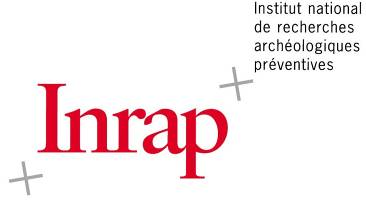 Institut national
de recherches
archéologiques
préventives
Inrap